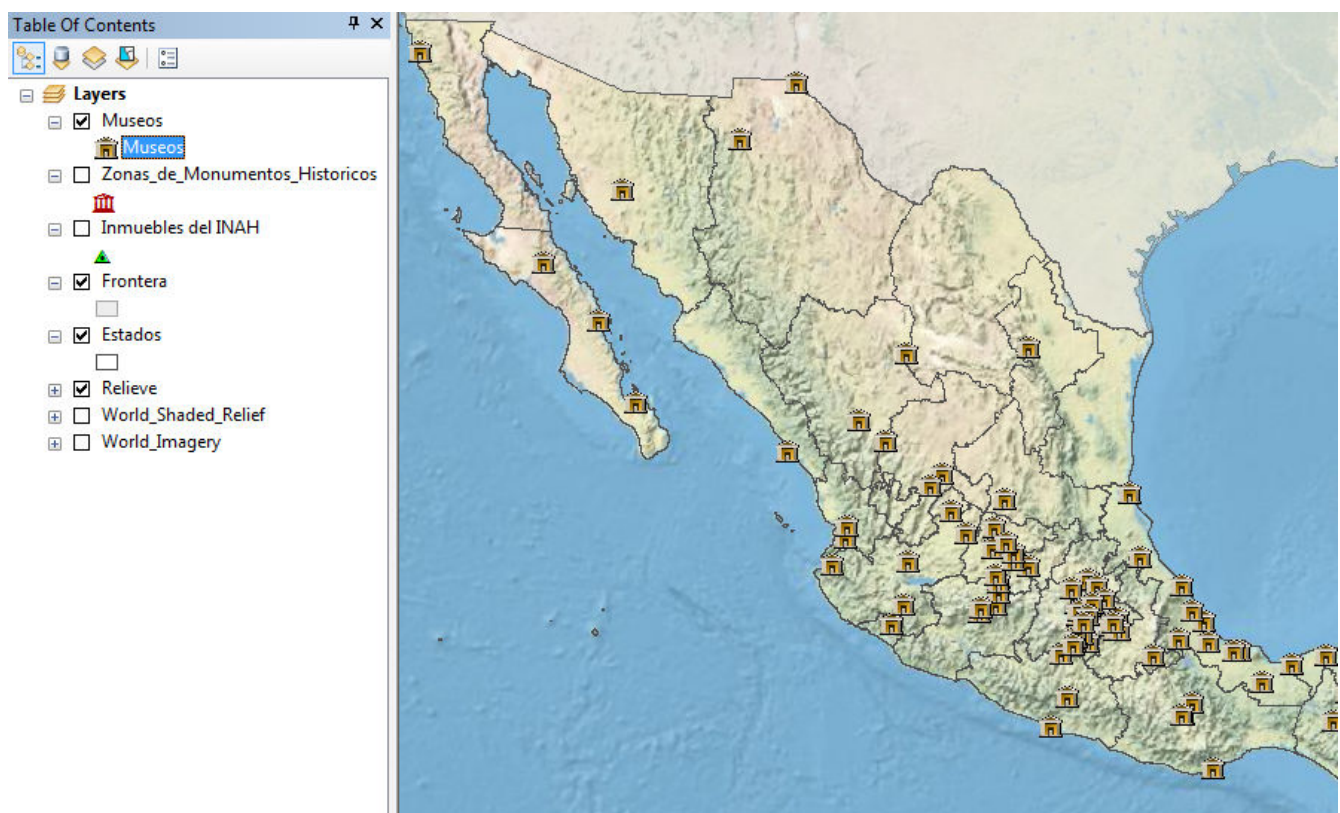 Table Of Contents
Layers
Museos
Museos
Zonas_de_Monumentos_Historicos
Inmuebles del INAH
Frontera
Estados
Relieve
World_Shaded_Relief
World_Imagery